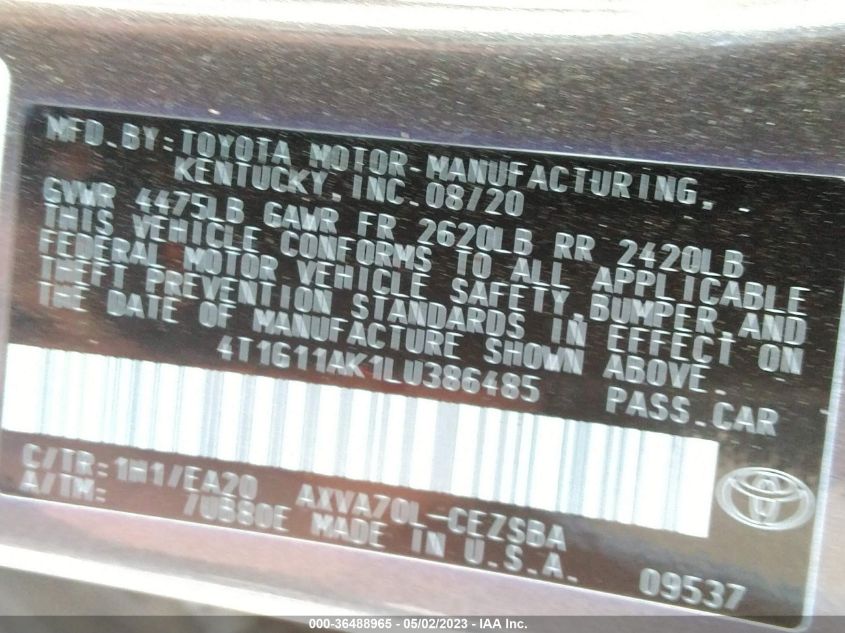 MFD. BY: TOYOTA MOTOR-MANUFACTURING,
KENTUCKY, INC. 08/20
GVWR 4475LB GAWR FR 2620LB RR 2420LB
THIS VEHICLE CONFORMS TO ALL APPLICABLE
FEDERAL MOTOR VEHICLE SAFETY, BUMPER, AND
THEFT PREVENTION STANDARDS IN EFFECT ON
THE DATE OF MANUFACTURE SHOWN ABOVE.
4T1G11AK1LU386485 PASS. CAR
C/TR: 1H1/EA20 AXVA70L-CEZSBA
A/TM: /UB80E MADE IN U.S.A.
09537
000-36488965 - 05/02/2023 - IAA Inc.